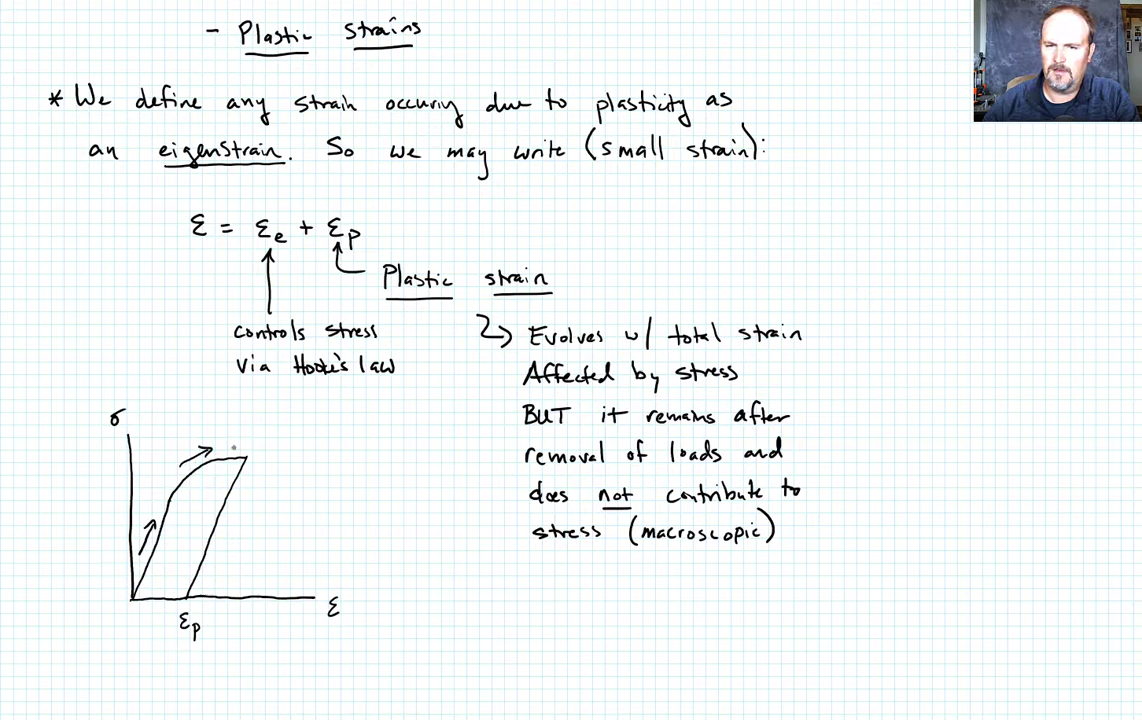 - Plastic strains
* We define any strain occuring due to plasticity as
an eigenstrain. So we may write (small strain):
ε = εe + εp
Plastic strain
controls stress
via Hooke's law
Evolves w/ total strain
Affected by stress
BUT it remains after
removal of loads and
does not contribute to
stress (macroscopic)
σ
ε
εp